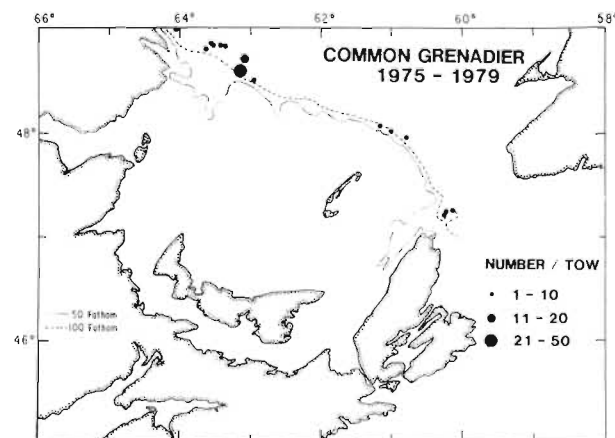 66° 64° 62° 60° 58°
COMMON GRENADIER
1975 - 1979
48°
NUMBER / TOW
1 - 10
50 Fathom
11 - 20
100 Fathom
46°
21 - 50